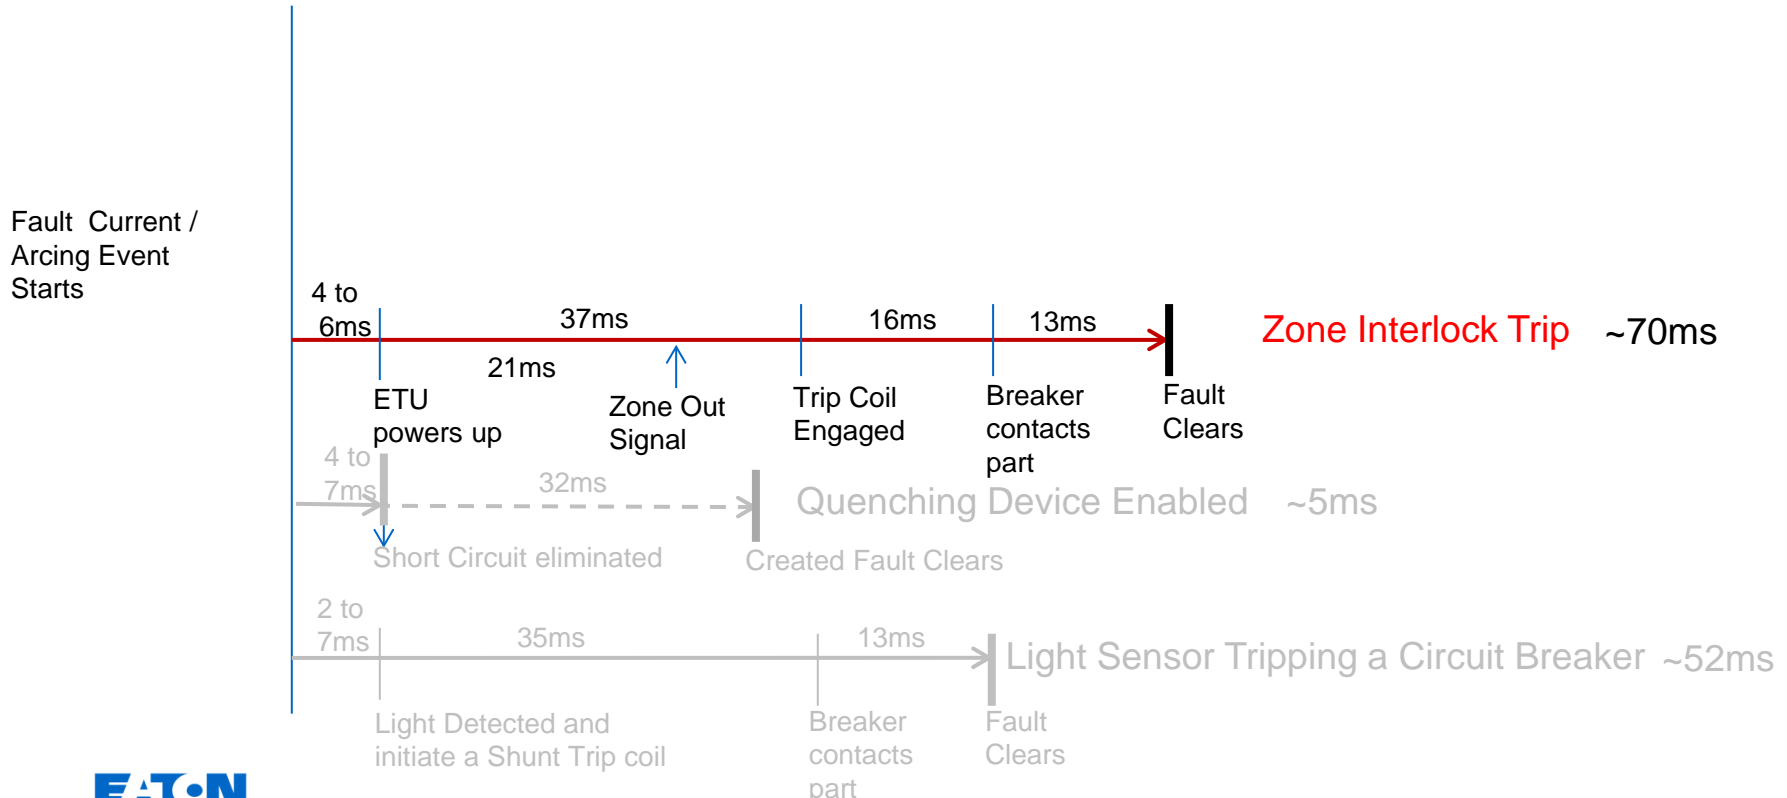 Fault Current /
Arcing Event
Starts
4 to
6ms
37ms
16ms
13ms
Zone Interlock Trip ~70ms
21ms
ETU
powers up
Zone Out
Signal
Trip Coil
Engaged
Breaker
contacts
part
Fault
Clears
4 to
7ms
32ms
Quenching Device Enabled ~5ms
Short Circuit eliminated
Created Fault Clears
2 to
7ms
35ms
13ms
Light Sensor Tripping a Circuit Breaker ~52ms
Light Detected and
initiate a Shunt Trip coil
Breaker
contacts
part
Fault
Clears
EATON